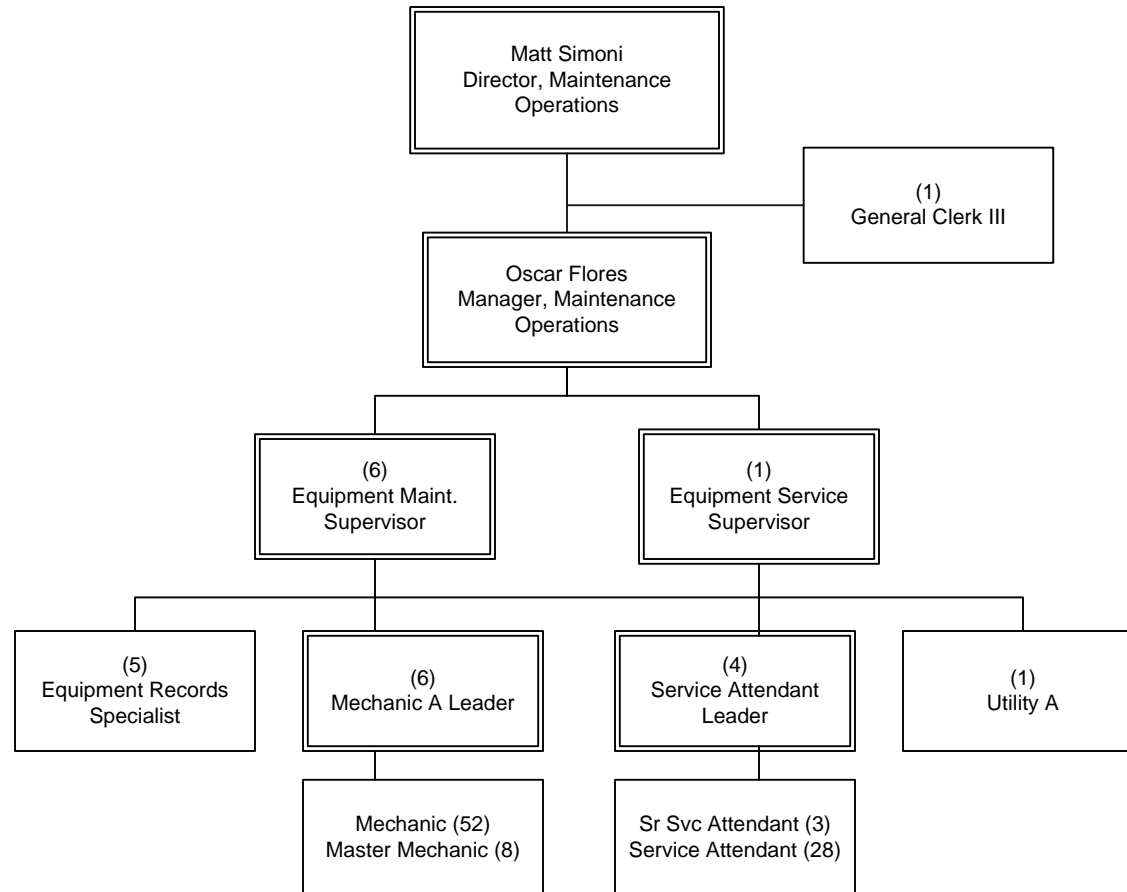 Matt Simoni
Director, Maintenance
Operations
(1)
General Clerk III
Oscar Flores
Manager, Maintenance
Operations
(6)
Equipment Maint.
Supervisor
(1)
Equipment Service
Supervisor
(5)
Equipment Records
Specialist
(6)
Mechanic A Leader
(4)
Service Attendant
Leader
(1)
Utility A
Mechanic (52)
Master Mechanic (8)
Sr Svc Attendant (3)
Service Attendant (28)